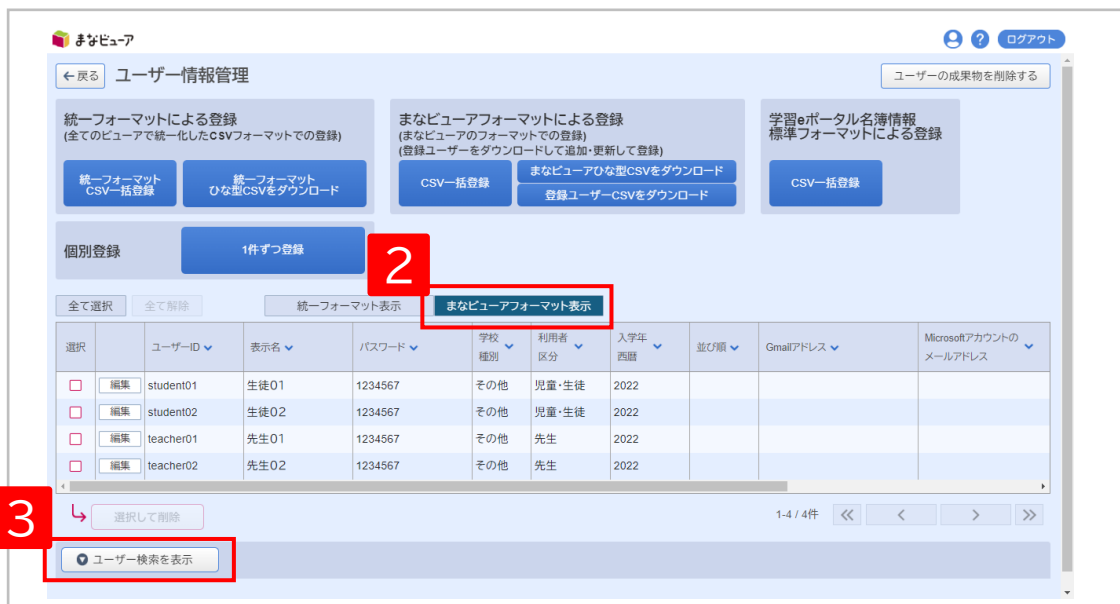 まなビューア
? ログアウト
←戻る ユーザー情報管理 ユーザーの成果物を削除する
統一フォーマットによる登録
(全てのビューアで統一化したCSVフォーマットでの登録)
統一フォーマット
CSV一括登録
統一フォーマット
ひな型CSVをダウンロード
まなビューアフォーマットによる登録
(まなビューアのフォーマットでの登録)
(登録ユーザーをダウンロードして追加・更新して登録)
CSV一括登録
まなビューアひな型CSVをダウンロード
登録ユーザーCSVをダウンロード
学習eポータル名簿情報
標準フォーマットによる登録
CSV一括登録
個別登録 1件ずつ登録
2
全て選択 全て解除 統一フォーマット表示 まなビューアフォーマット表示
選択 ユーザーID 表示名 パスワード 学校種別 利用者区分 入学年西暦 並び順 Gmailアドレス Microsoftアカウントのメールアドレス
編集 student01 生徒01 1234567 その他 児童・生徒 2022
編集 student02 生徒02 1234567 その他 児童・生徒 2022
編集 teacher01 先生01 1234567 その他 先生 2022
編集 teacher02 先生02 1234567 その他 先生 2022
選択して削除 1-4 / 4件
3
ユーザー検索を表示